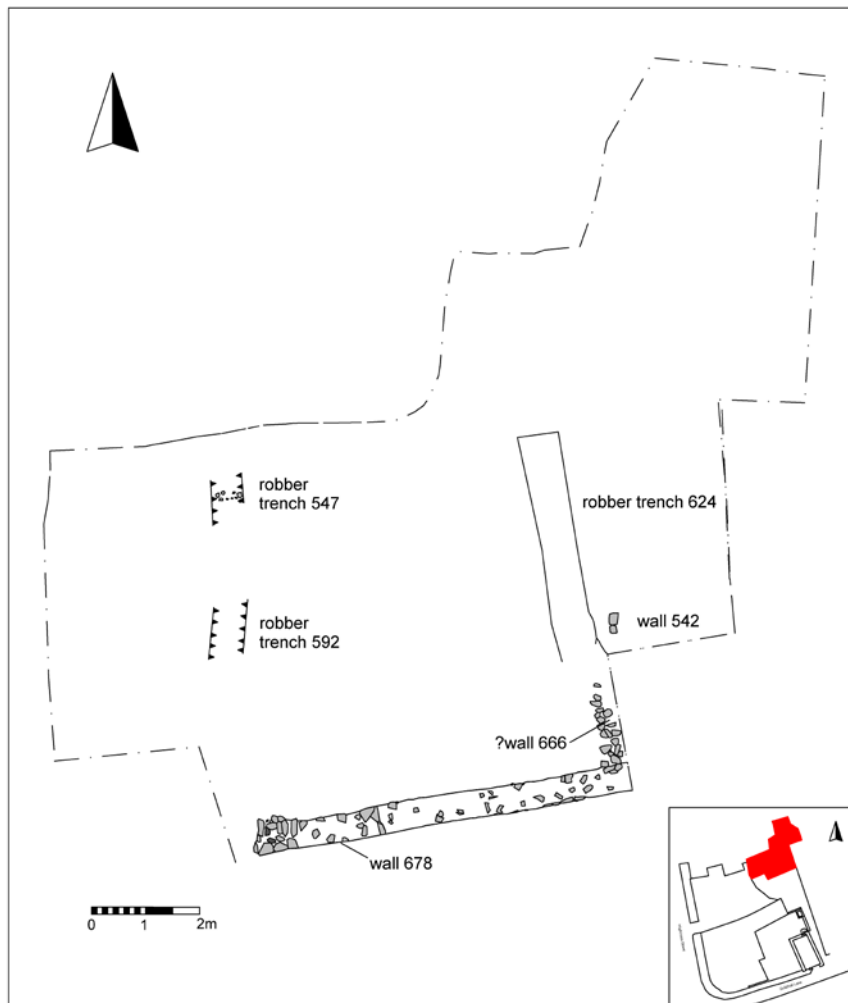 robber
trench 547
robber trench 624
robber
trench 592
wall 542
?wall 666
wall 678
0 1 2m